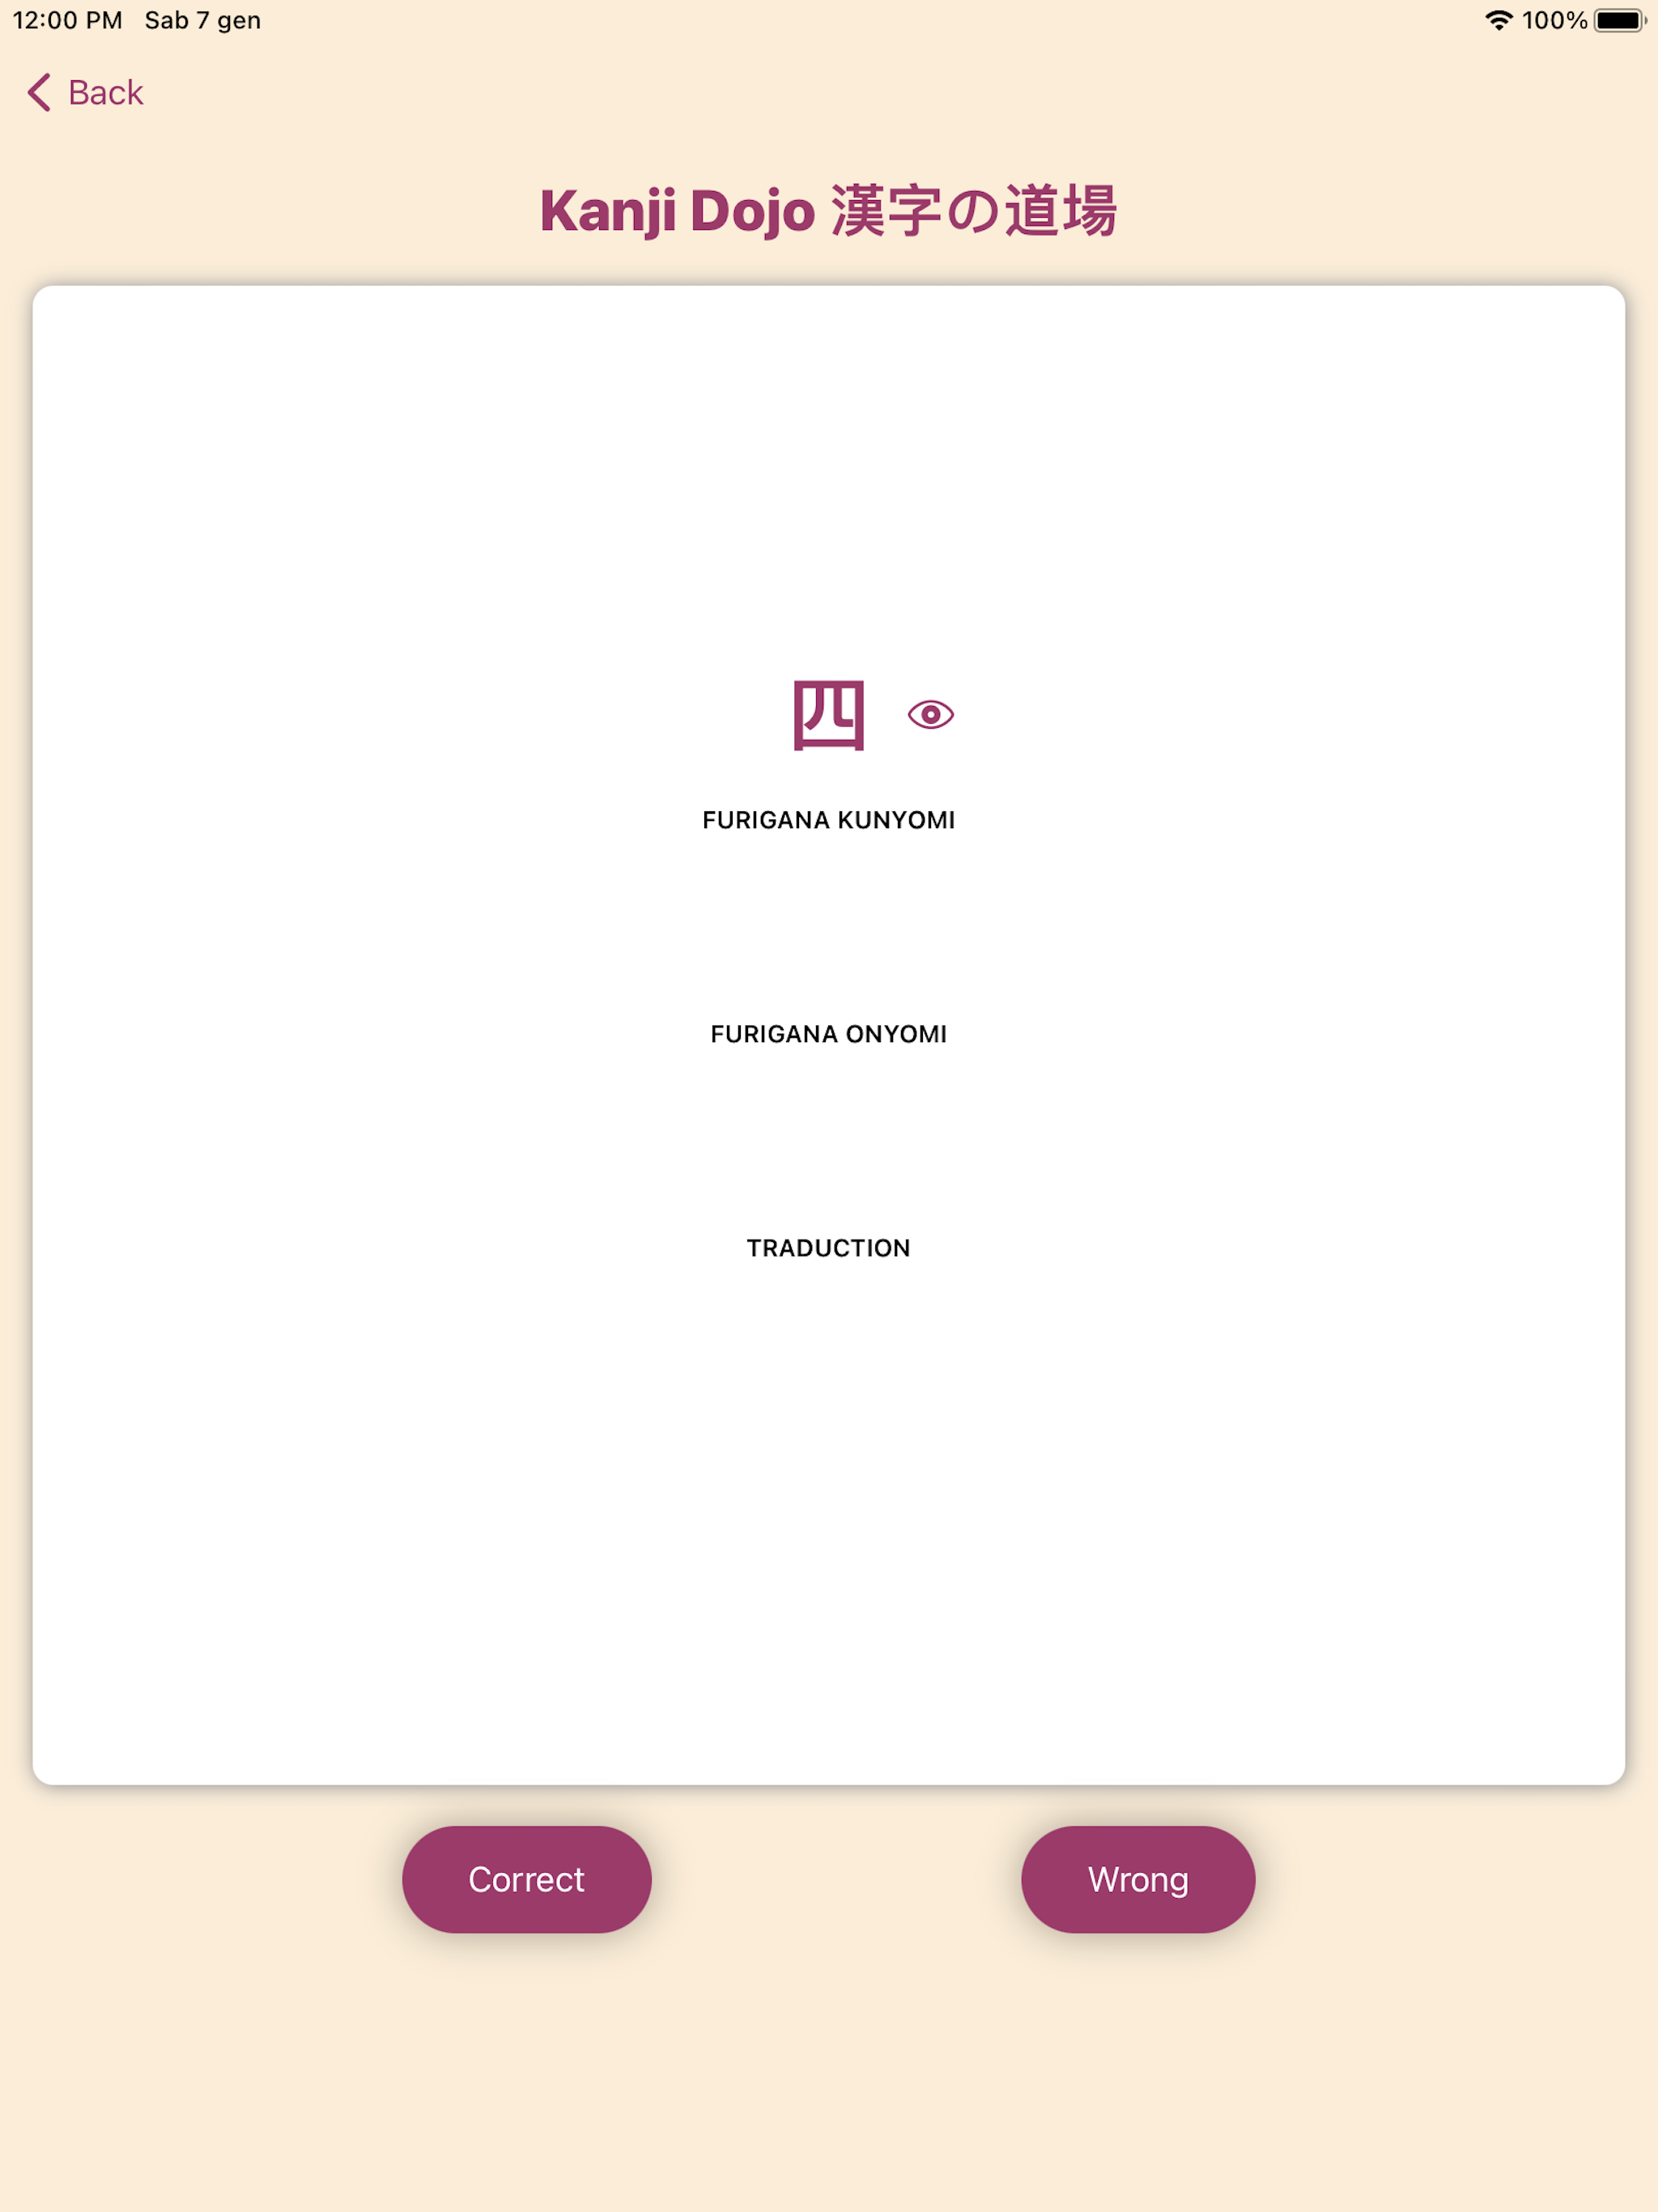 12:00 PM Sab 7 gen 100%
Back
Kanji Dojo 漢字の道場
四
FURIGANA KUNYOMI
FURIGANA ONYOMI
TRADUCTION
Correct Wrong